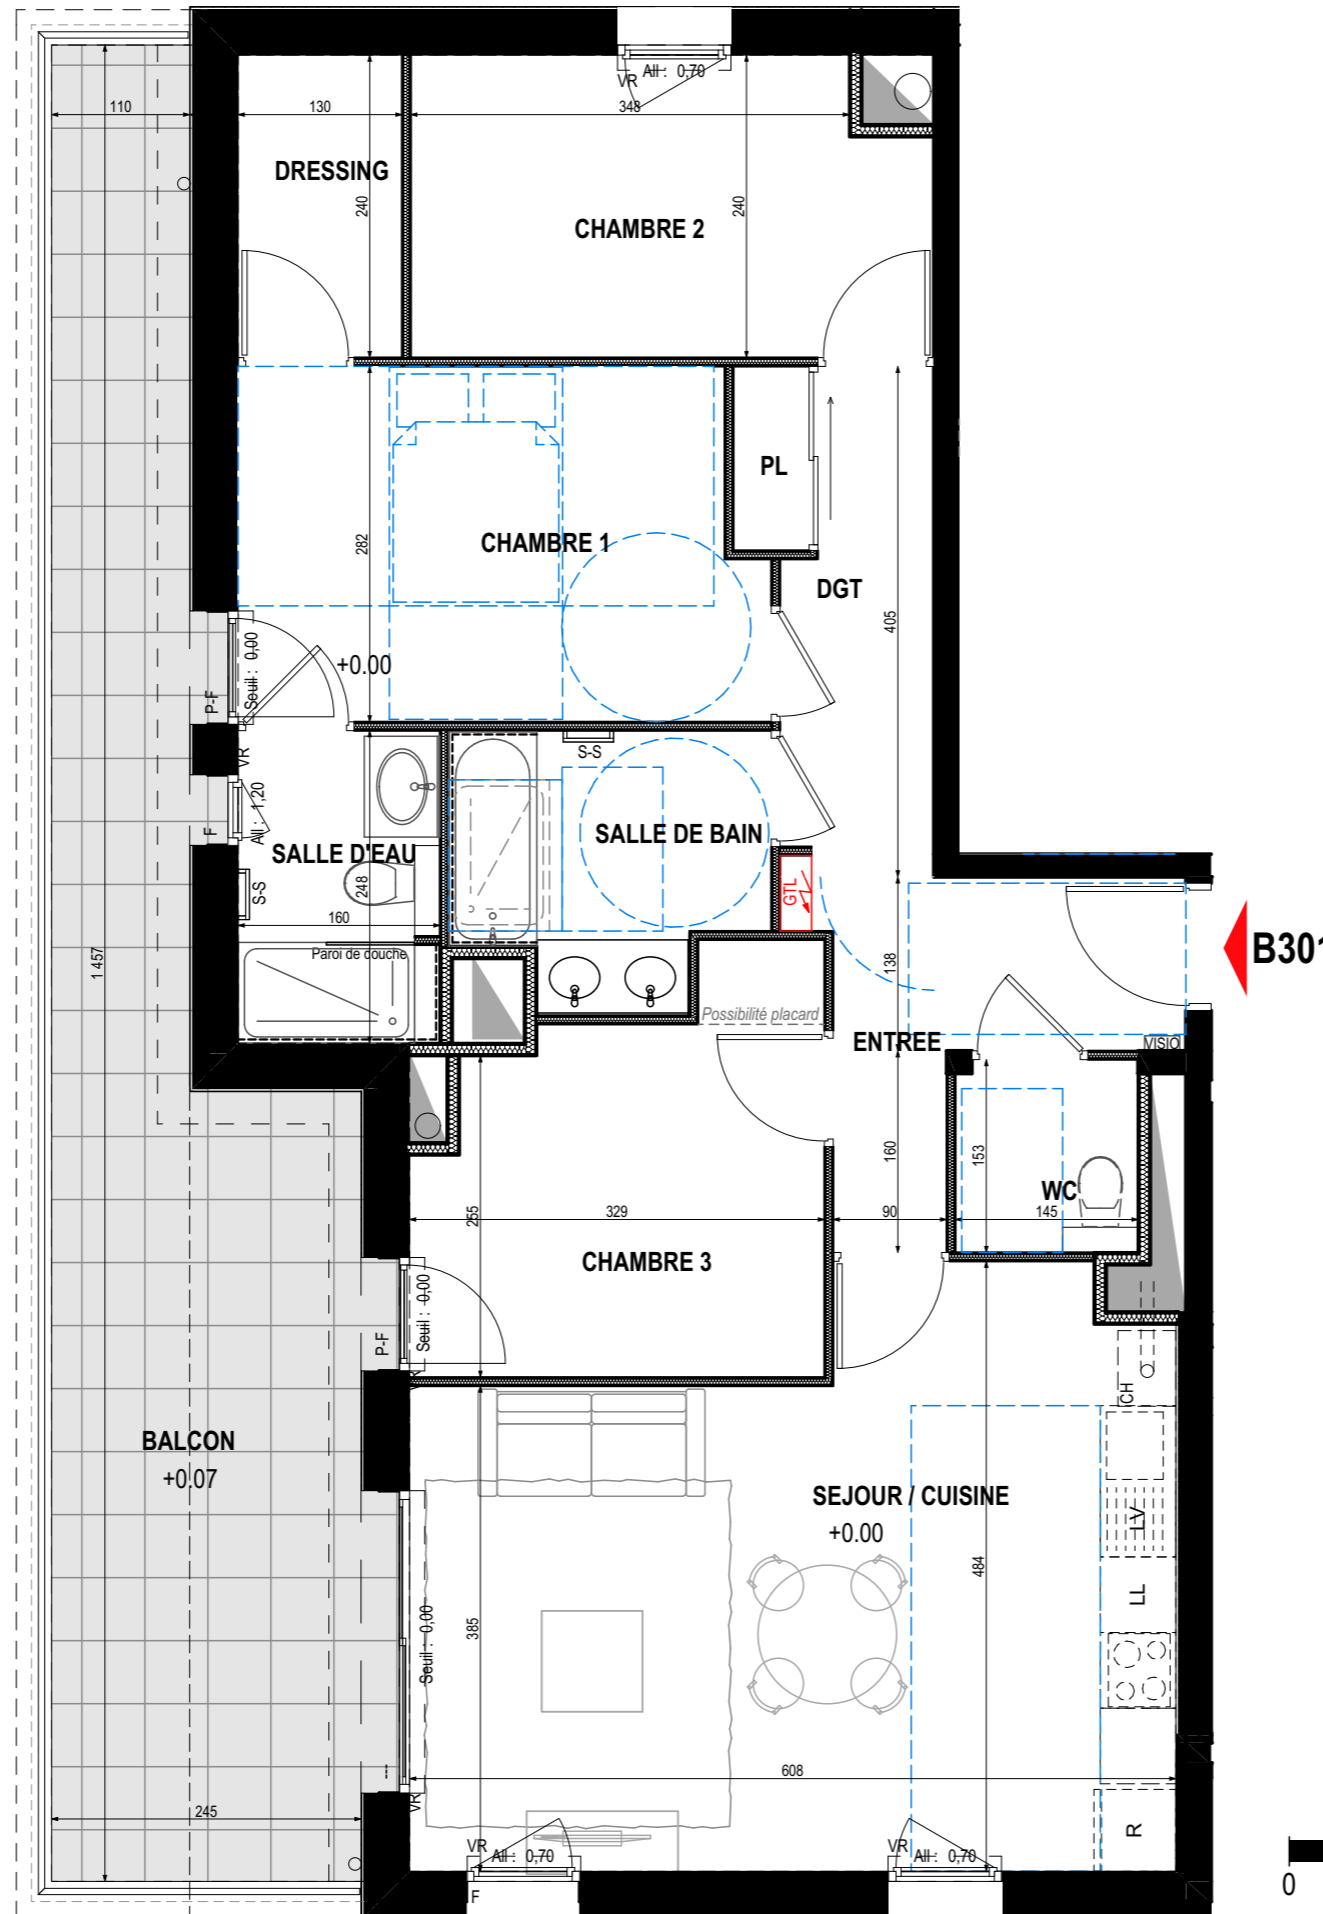 VR
All : 0,70
110
130
348
DRESSING
240
CHAMBRE 2
240
PL
CHAMBRE 1
282
DGT
405
Seuil : 0,00
P-F
+0.00
VR
S-S
F
All : 1,20
SALLE D'EAU
SALLE DE BAIN
248
S-S
GTL
160
Paroi de douche
1 457
138
B301
Possibilité placard
ENTREE
VISIO
153
160
WC
255
329
90
145
CHAMBRE 3
Seuil : 0,00
P-F
CH
BALCON
+0.07
SEJOUR / CUISINE
+0.00
LV
484
LL
385
Seuil : 0,00
608
VR
245
R
VR
All : 0,70
VR
All : 0,70
F
0